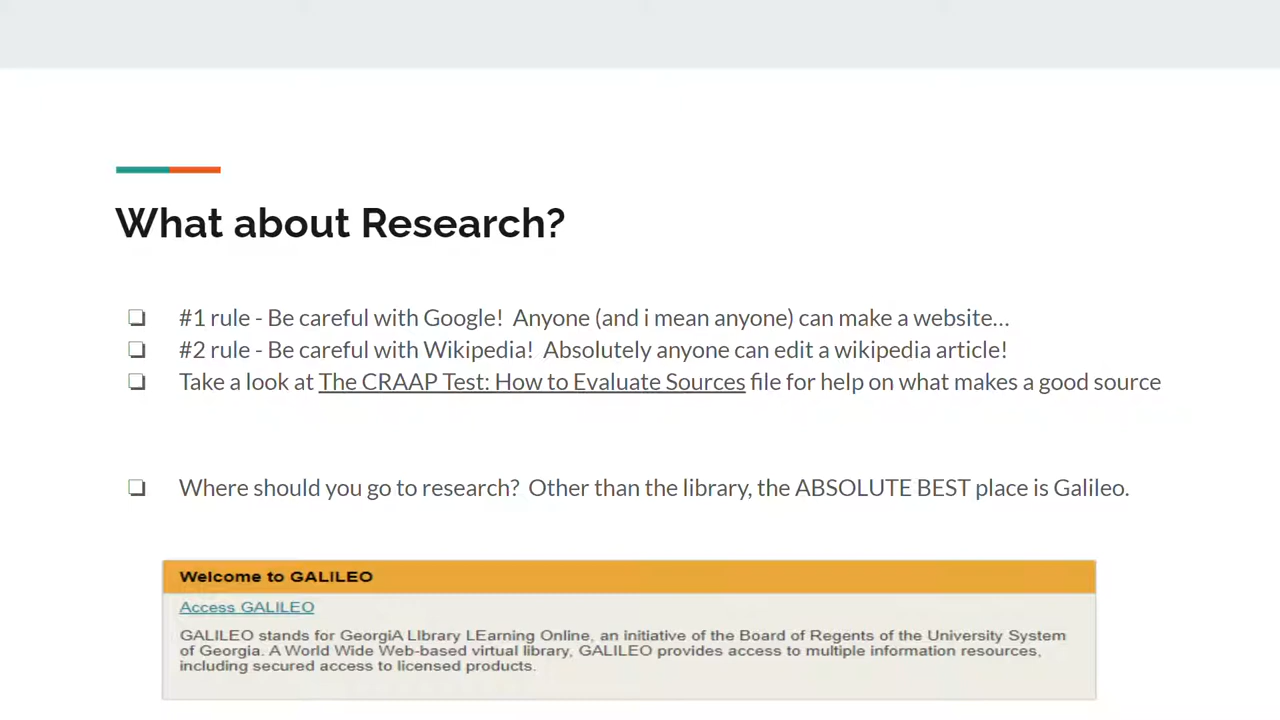 What about Research?
#1 rule - Be careful with Google! Anyone (and i mean anyone) can make a website...
#2 rule - Be careful with Wikipedia! Absolutely anyone can edit a wikipedia article!
Take a look at The CRAAP Test: How to Evaluate Sources file for help on what makes a good source
Where should you go to research? Other than the library, the ABSOLUTE BEST place is Galileo.
Welcome to GALILEO
Access GALILEO
GALILEO stands for GeorgiA LIbrary LEarning Online, an initiative of the Board of Regents of the University System
of Georgia. A World Wide Web-based virtual library, GALILEO provides access to multiple information resources,
including secured access to licensed products.